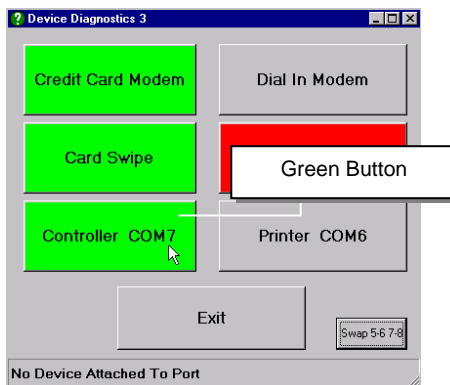 Device Diagnostics 3
Credit Card Modem
Dial In Modem
Card Swipe
Green Button
Controller COM7
Printer COM6
Exit
Swap 5-6 7-8
No Device Attached To Port